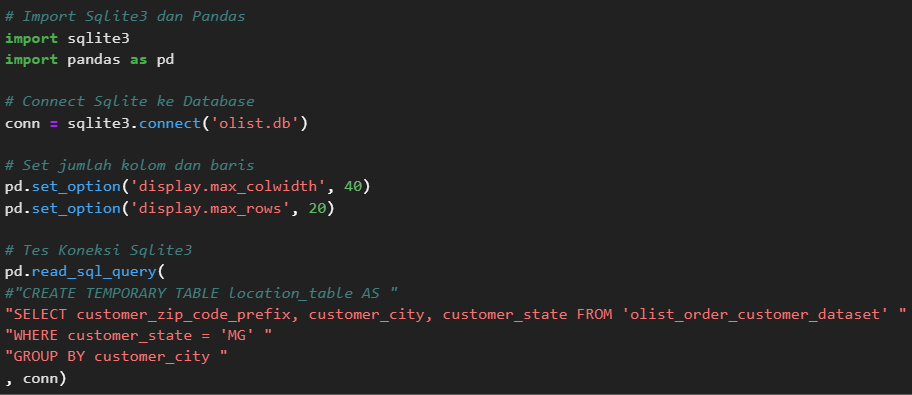 # Import Sqlite3 dan Pandas
import sqlite3
import pandas as pd
# Connect Sqlite ke Database
conn = sqlite3.connect('olist.db')
# Set jumlah kolom dan baris
pd.set_option('display.max_colwidth', 40)
pd.set_option('display.max_rows', 20)
# Tes Koneksi Sqlite3
pd.read_sql_query(
#"CREATE TEMPORARY TABLE location_table AS "
"SELECT customer_zip_code_prefix, customer_city, customer_state FROM 'olist_order_customer_dataset' "
"WHERE customer_state = 'MG' "
"GROUP BY customer_city "
, conn)